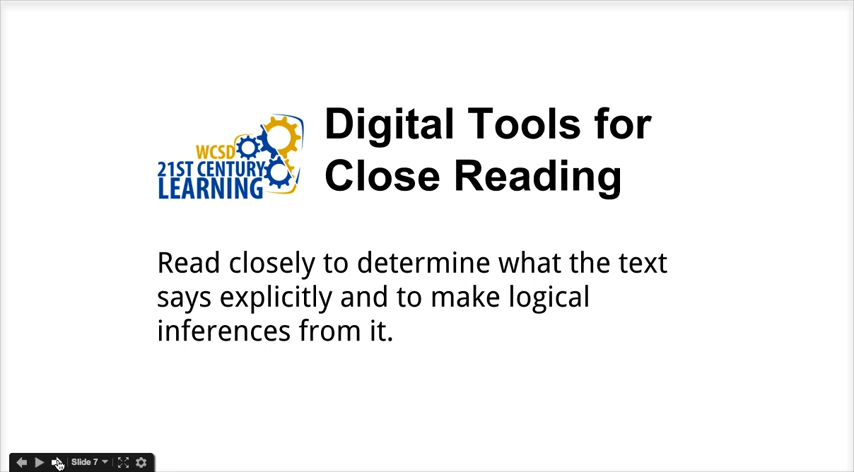 Digital Tools for
Close Reading
WCSD
21ST CENTURY
LEARNING
Read closely to determine what the text
says explicitly and to make logical
inferences from it.
Slide 7